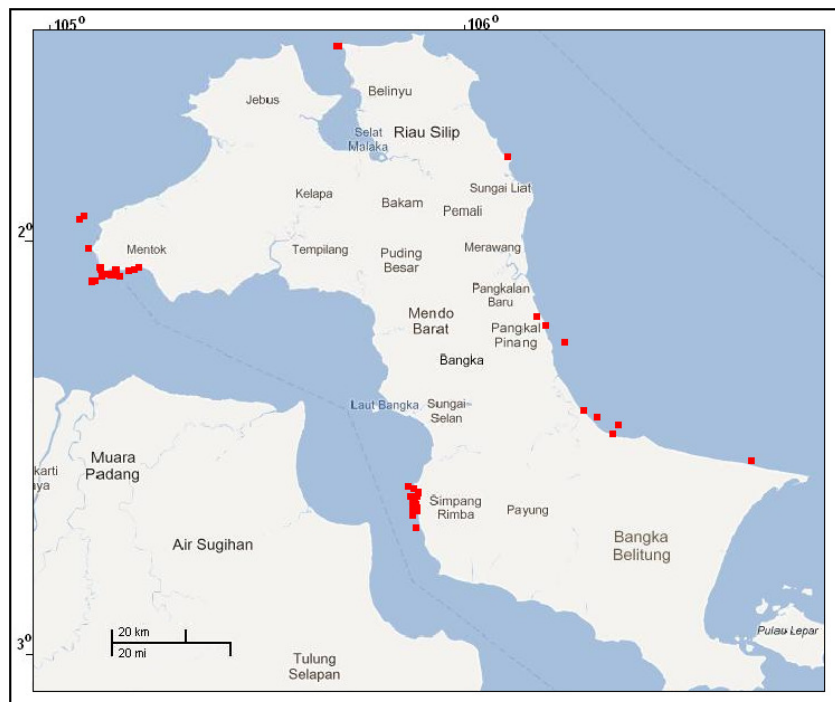 105
106
Belinyu
Jebus
Riau Silip
Selat
Malaka
Sungai Liat
Kelapa
Bakam
Pemali
2°
Mentok
Tempilang
Puding
Besar
Merawang
Pangkalan
Baru
Mendo
Barat
Pangkal
Pinang
Bangka
Laut Bangka
Sungai
Selan
Muara
Padang
karti
aya
Simpang
Rimba
Payung
Air Sugihan
Bangka
Belitung
20 km
20 mi
3°
Pulau Lepar
Tulung
Selapan